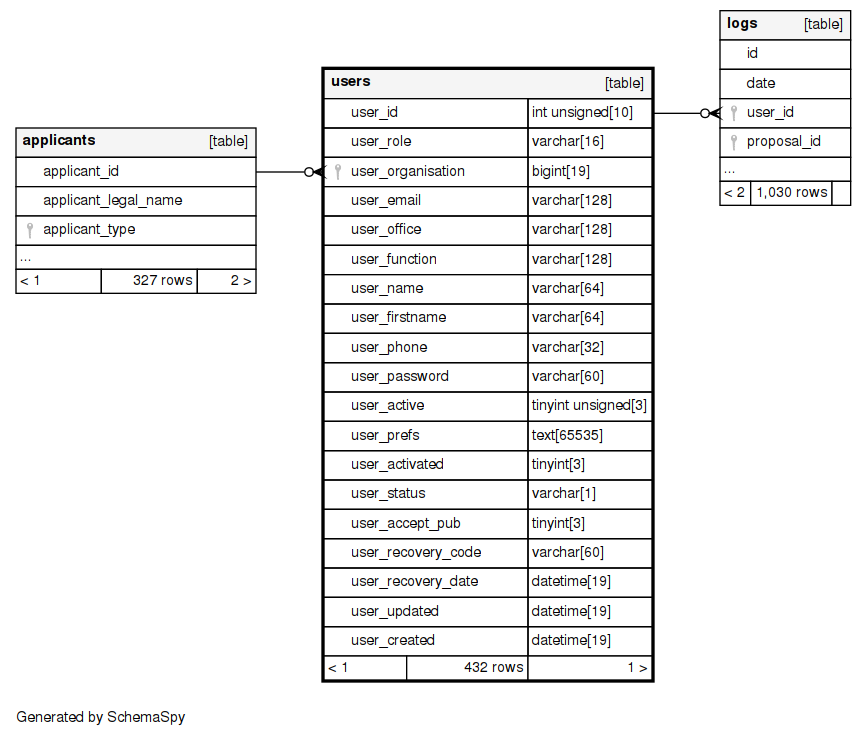 applicants [table]
applicant_id
applicant_legal_name
applicant_type
...
< 1 327 rows 2 >
users [table]
user_id int unsigned[10]
user_role varchar[16]
user_organisation bigint[19]
user_email varchar[128]
user_office varchar[128]
user_function varchar[128]
user_name varchar[64]
user_firstname varchar[64]
user_phone varchar[32]
user_password varchar[60]
user_active tinyint unsigned[3]
user_prefs text[65535]
user_activated tinyint[3]
user_status varchar[1]
user_accept_pub tinyint[3]
user_recovery_code varchar[60]
user_recovery_date datetime[19]
user_updated datetime[19]
user_created datetime[19]
< 1 432 rows 1 >
logs [table]
id
date
user_id
proposal_id
...
< 2 1,030 rows
Generated by SchemaSpy